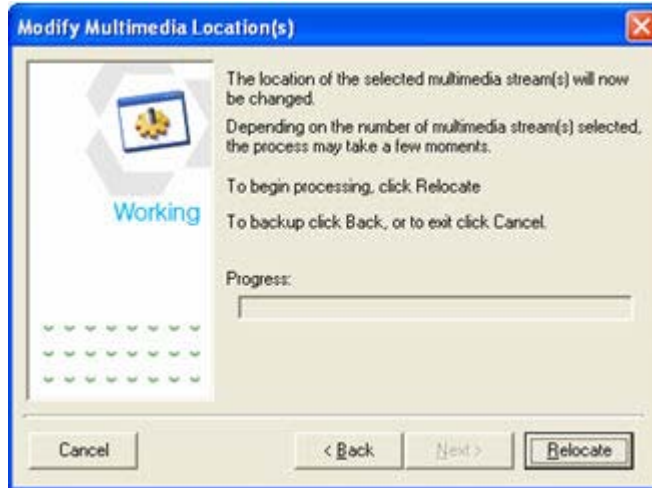 Modify Multimedia Location(s)
The location of the selected multimedia stream(s) will now
be changed.
Depending on the number of multimedia stream(s) selected,
the process may take a few moments.
To begin processing, click Relocate
To backup click Back, or to exit click Cancel.
Working
Progress:
Cancel
< Back
Next >
Relocate